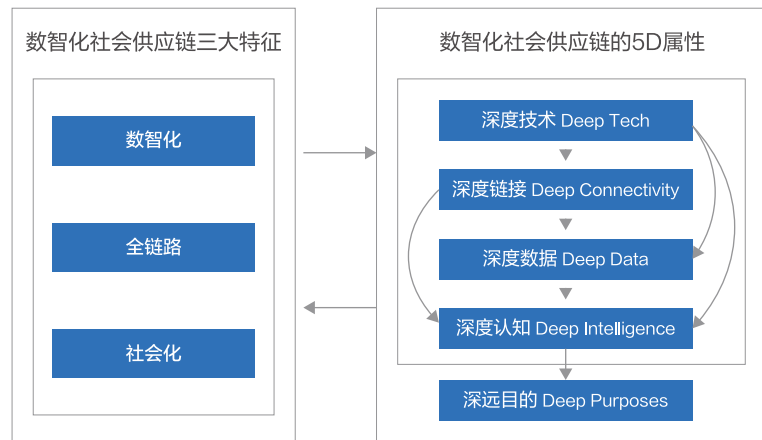 数智化社会供应链三大特征
数智化
全链路
社会化
数智化社会供应链的5D属性
深度技术 Deep Tech
深度链接 Deep Connectivity
深度数据 Deep Data
深度认知 Deep Intelligence
深远目的 Deep Purposes